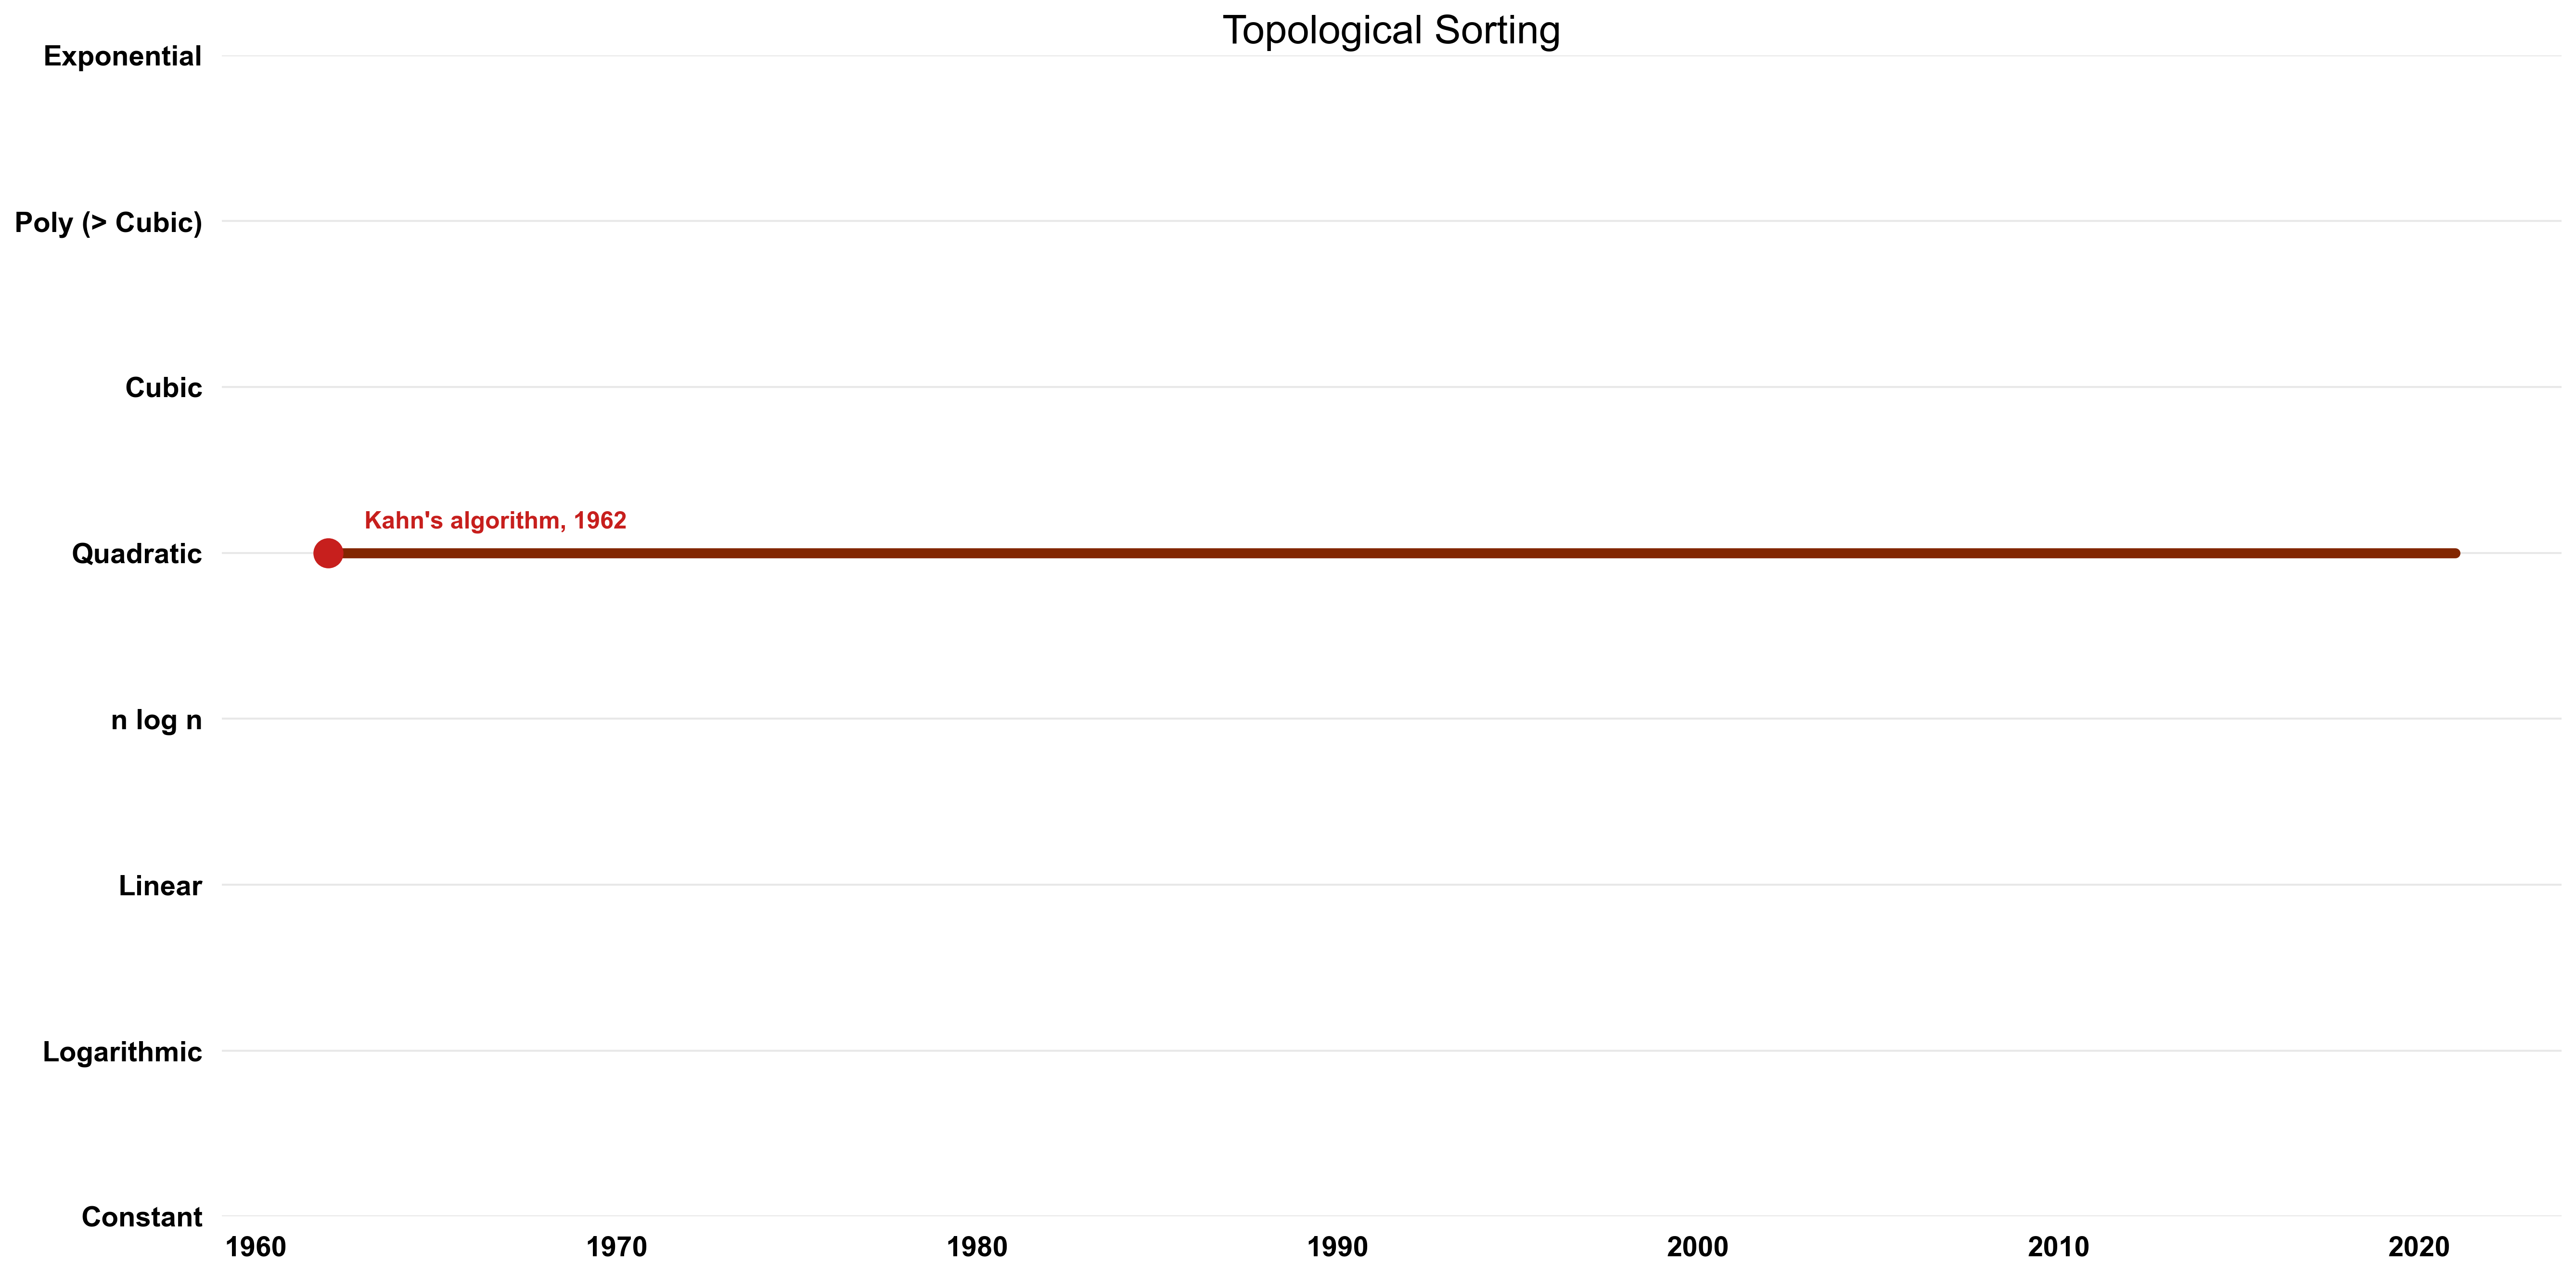 Topological Sorting
Exponential
Poly (> Cubic)
Cubic
Kahn's algorithm, 1962
Quadratic
n log n
Linear
Logarithmic
Constant
1960 1970 1980 1990 2000 2010 2020